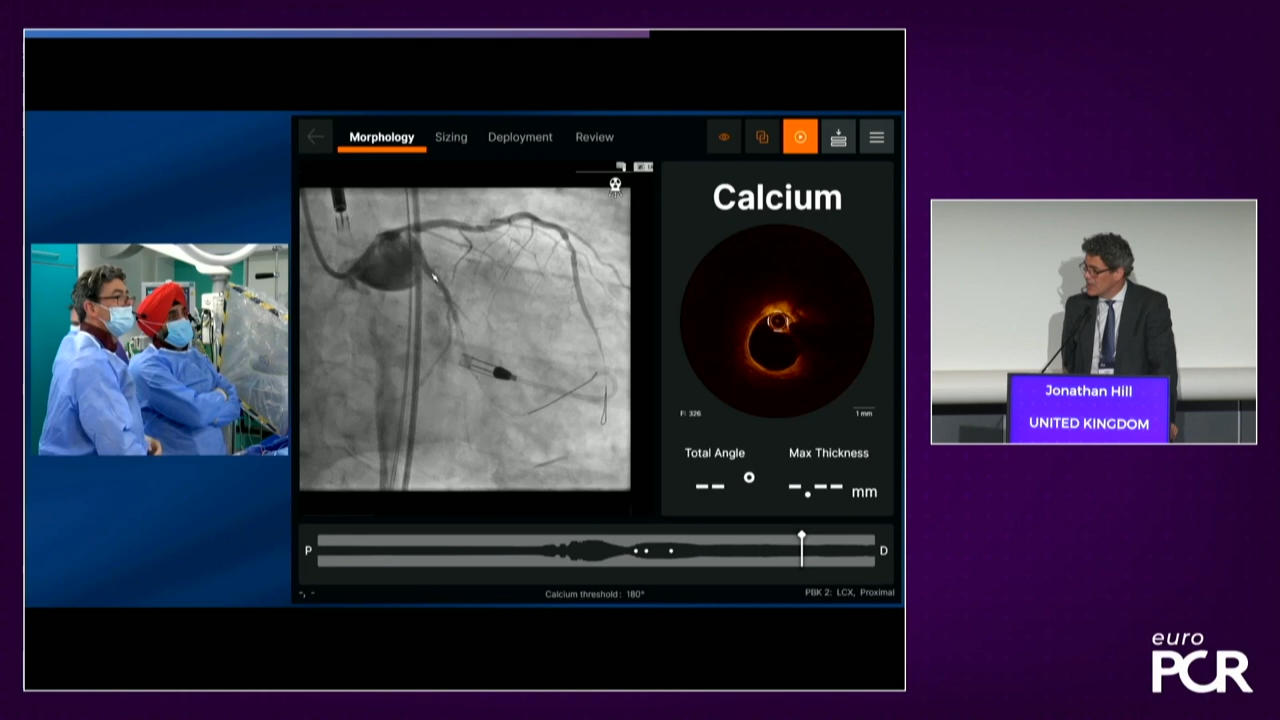 Morphology Sizing Deployment Review
Calcium
F: 326
1 mm
Total Angle Max Thickness
-- ° -.-- mm
P D
Calcium threshold: 180° PBK 2: LCX, Proximal
Jonathan Hill
UNITED KINGDOM
euro
PCR